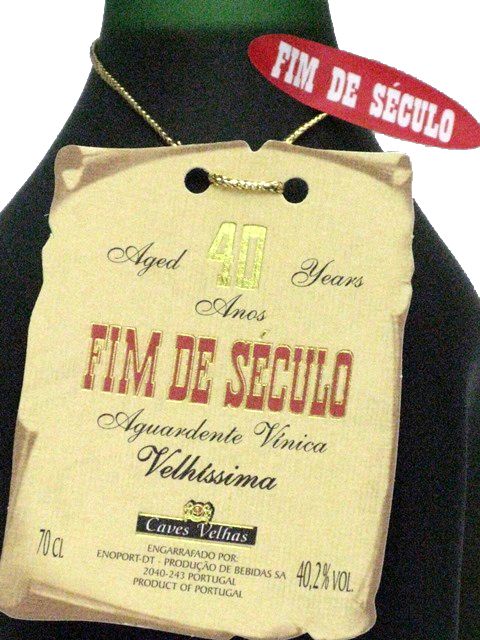 FIM DE SÉCULO
Aged 40 Years
Anos
FIM DE SÉCULO
Aguardente Vínica
Velhíssima
Caves Velhas
70 CL
ENGARRAFADO POR:
ENOPORT-DT - PRODUÇÃO DE BEBIDAS SA
2040-243 PORTUGAL
PRODUCT OF PORTUGAL
40,2% VOL.